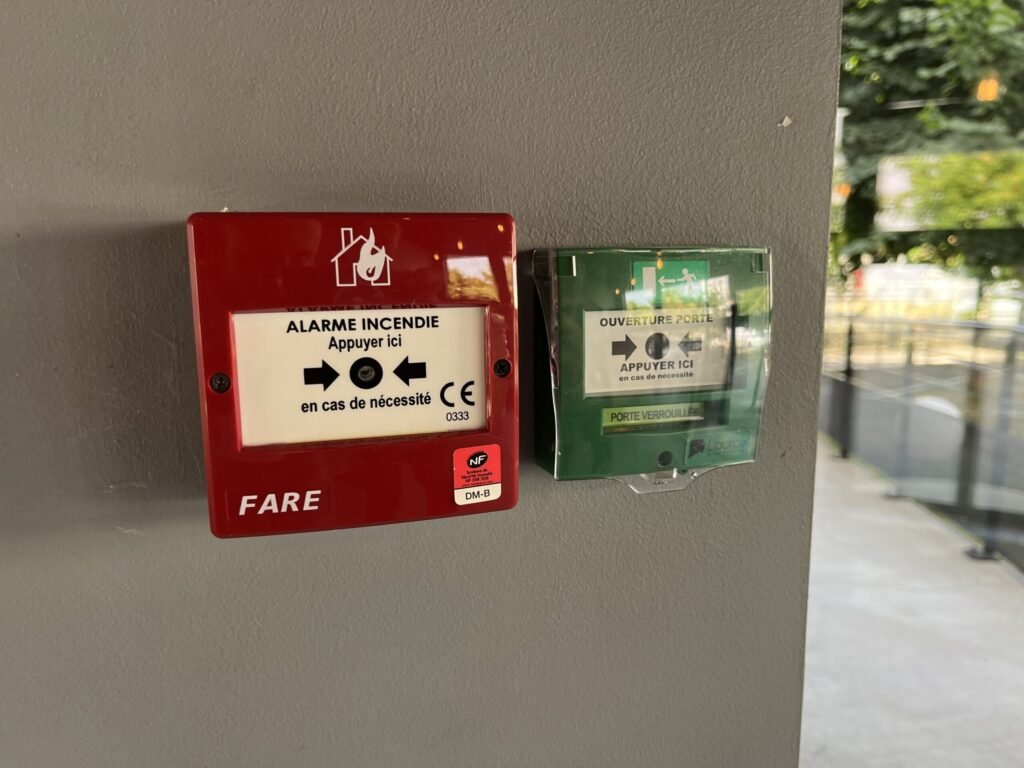 ALARME INCENDIE
Appuyer ici
en cas de nécessité
CE
0333
FARE
NF
DM-B
OUVERTURE PORTE
APPUYER ICI
en cas de nécessité
PORTE VERROUILLÉE